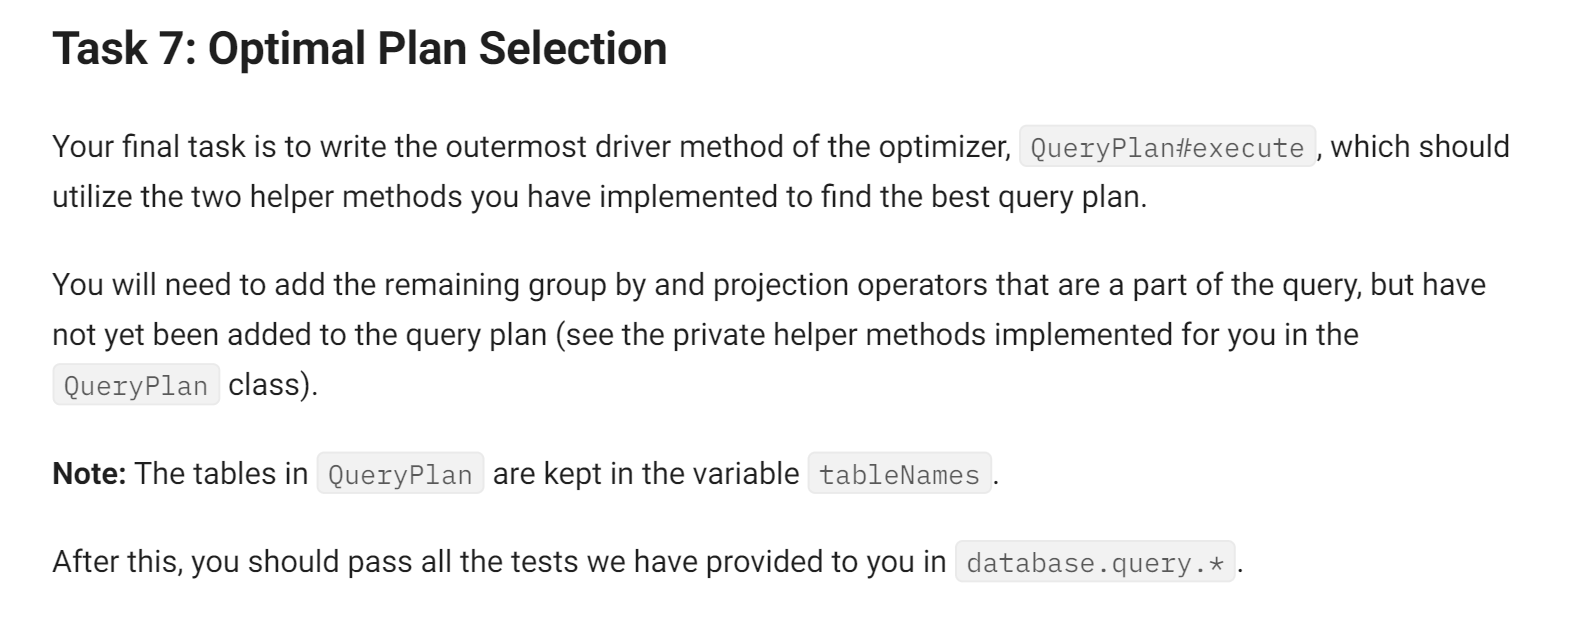 Task 7: Optimal Plan Selection
Your final task is to write the outermost driver method of the optimizer, QueryPlan#execute , which should
utilize the two helper methods you have implemented to find the best query plan.
You will need to add the remaining group by and projection operators that are a part of the query, but have
not yet been added to the query plan (see the private helper methods implemented for you in the
QueryPlan class).
Note: The tables in QueryPlan are kept in the variable tableNames .
After this, you should pass all the tests we have provided to you in database.query.* .